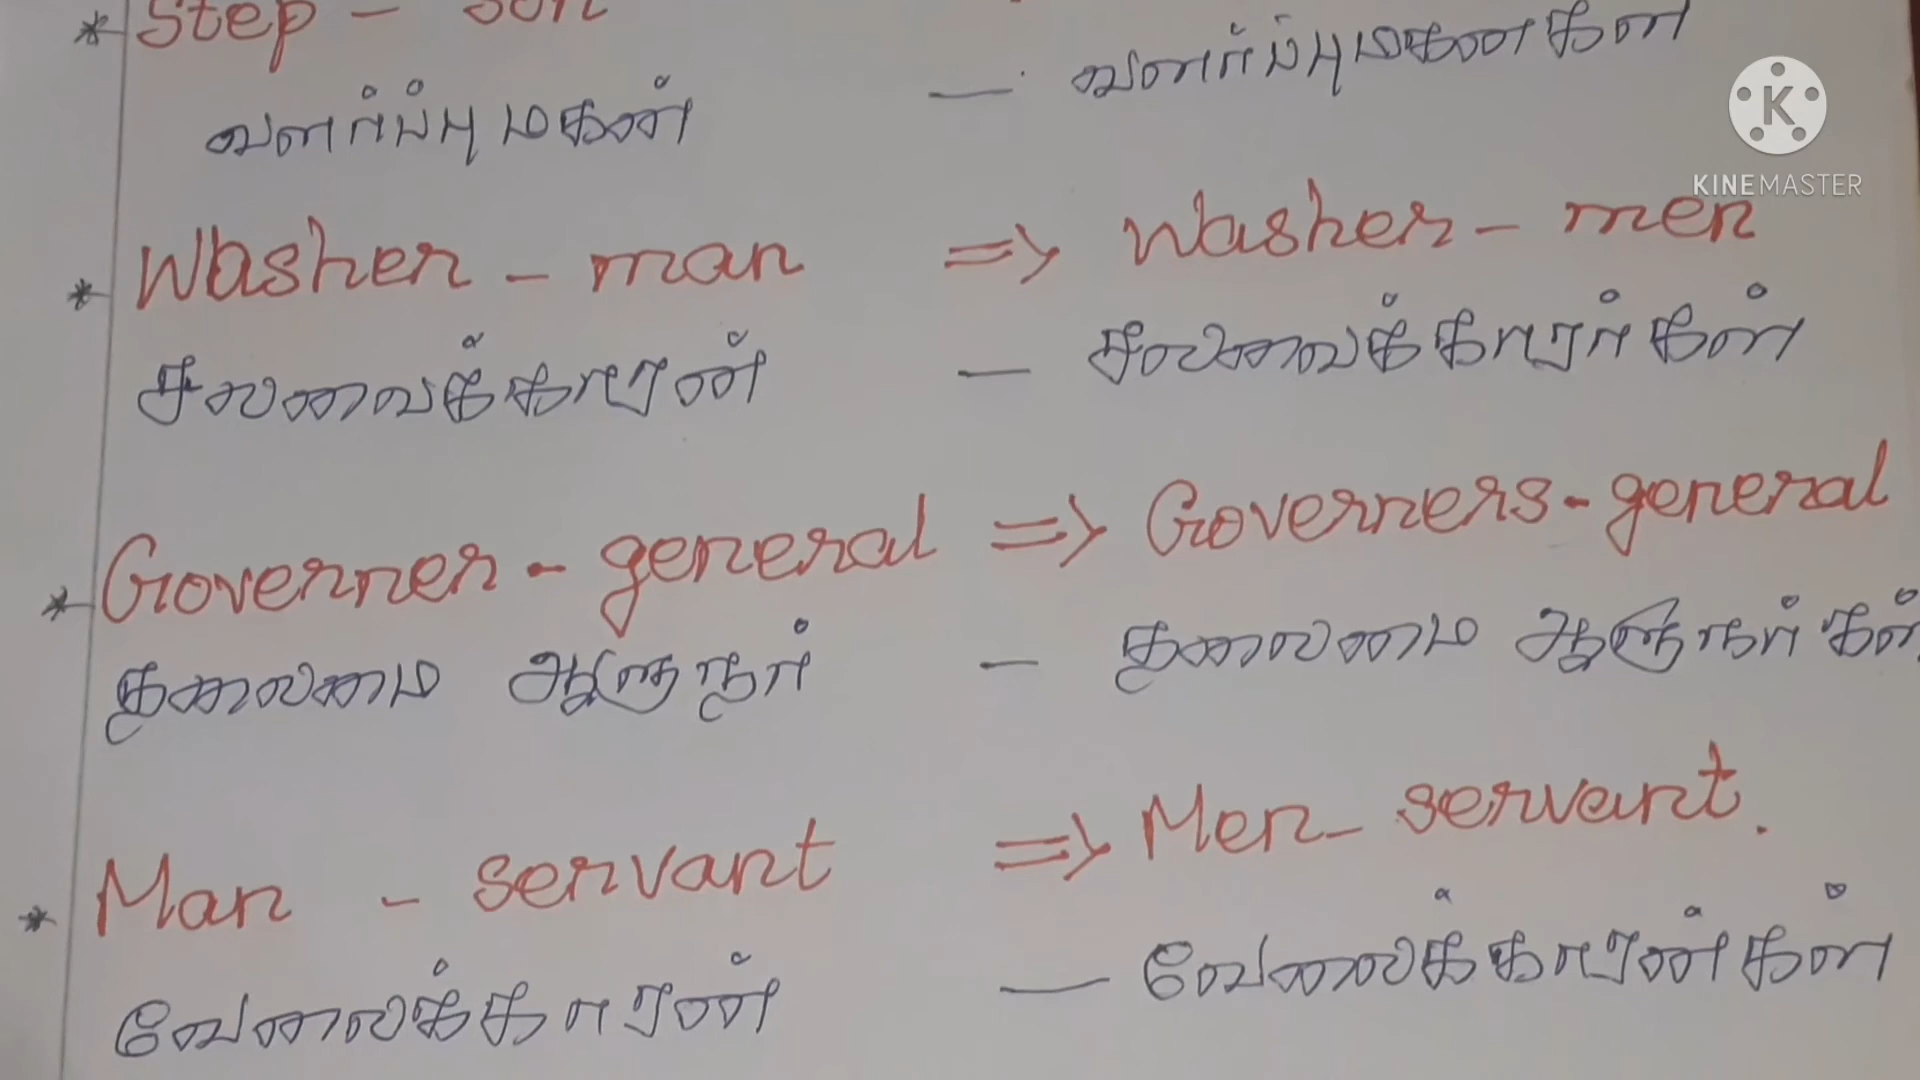 * Step - son
வளர்ப்புமகன் — வளர்ப்புமகன்கள்
KINEMASTER
* Washer - man => Washer - men
சலவைக்காரன் — சலவைக்காரர்கள்
* Governer - general => Governers - general
தலைமை ஆளுநர் — தலைமை ஆளுநர்கள்
* Man - servant => Men - servant.
வேலைக்காரன் — வேலைக்காரன்கள்